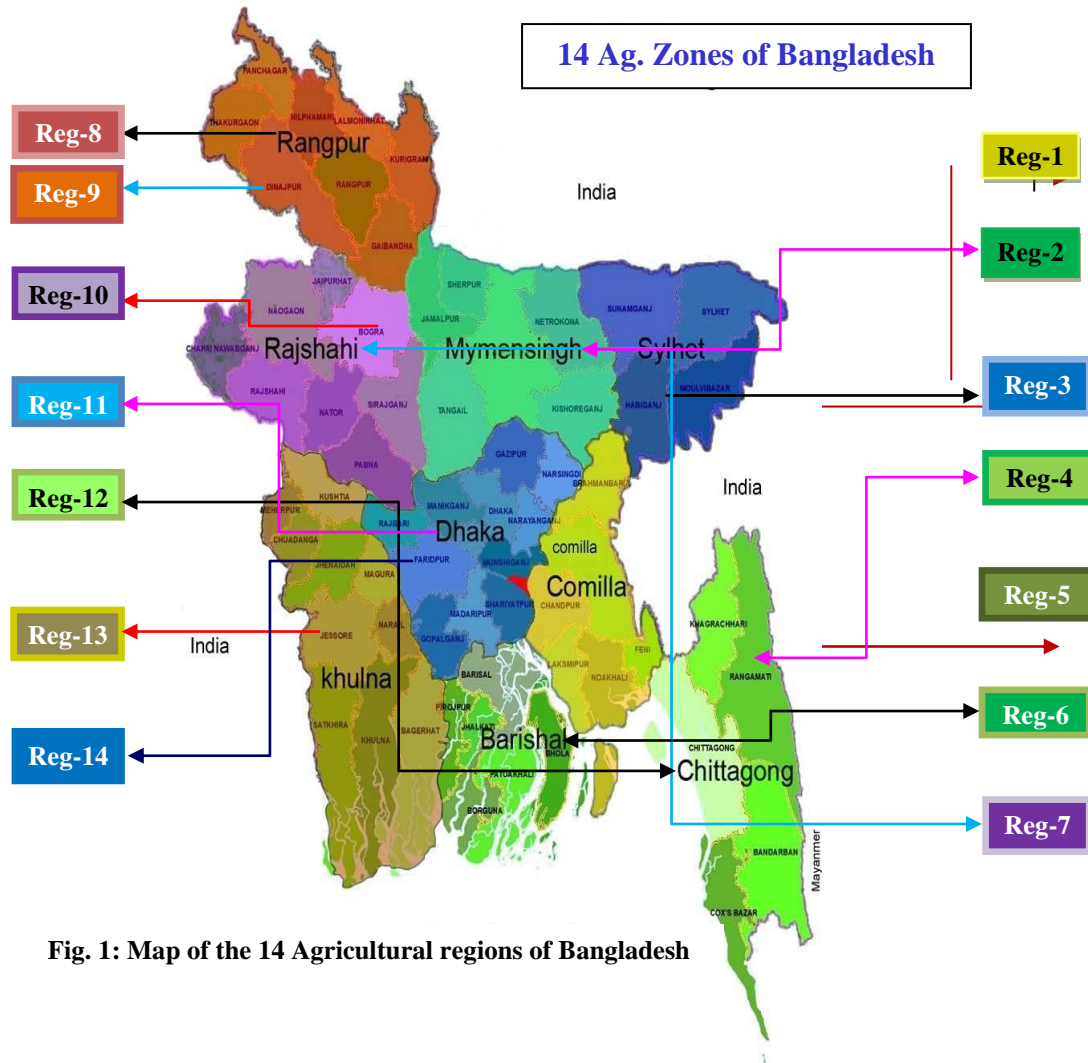 14 Ag. Zones of Bangladesh
PANCHAGAR
THAKURGAON
NILPHAMARI
LALMONIRHAT
Reg-8
Rangpur
KURIGRAM
Reg-1
Reg-9
DINAJPUR
RANGPUR
India
GAIBANDHA
Reg-2
JAIPURHAT
SHERPUR
Reg-10
NAOGAON
BOGRA
JAMALPUR
NETROKONA
SUNAMGANJ
SYLHET
CHAPAI NAWABGANJ
Rajshahi
Mymensingh
Sylhet
RAJSHAHI
MOULVIBAZAR
Reg-3
Reg-11
NATOR
SIRAJGANJ
TANGAIL
KISHOREGANJ
HABIGANJ
PABNA
GAZIPUR
NARSINGDI
BRAHMANBARIA
India
Reg-4
Reg-12
KUSHTIA
MEHERPUR
MANIKGANJ
DHAKA
RAJBARI
NARAYANGANJ
Dhaka
CHUADANGA
JHENAIDAH
FARIDPUR
MUNSHIGANJ
comilla
MAGURA
Comilla
Reg-5
SHARIYATPUR
CHANDPUR
MADARIPUR
KHAGRACHHARI
NARAIL
Reg-13
JESSORE
GOPALGANJ
India
FENI
LAKSMIPUR
RANGAMATI
khulna
BARISAL
NOAKHALI
PIROJPUR
Reg-6
SATKHIRA
KHULNA
BAGERHAT
JHALKATI
Barishal
BHOLA
CHITTAGONG
Reg-14
PATUAKHALI
Chittagong
BORGUNA
Reg-7
BANDARBAN
Mayanmer
COX'S BAZAR
Fig. 1: Map of the 14 Agricultural regions of Bangladesh